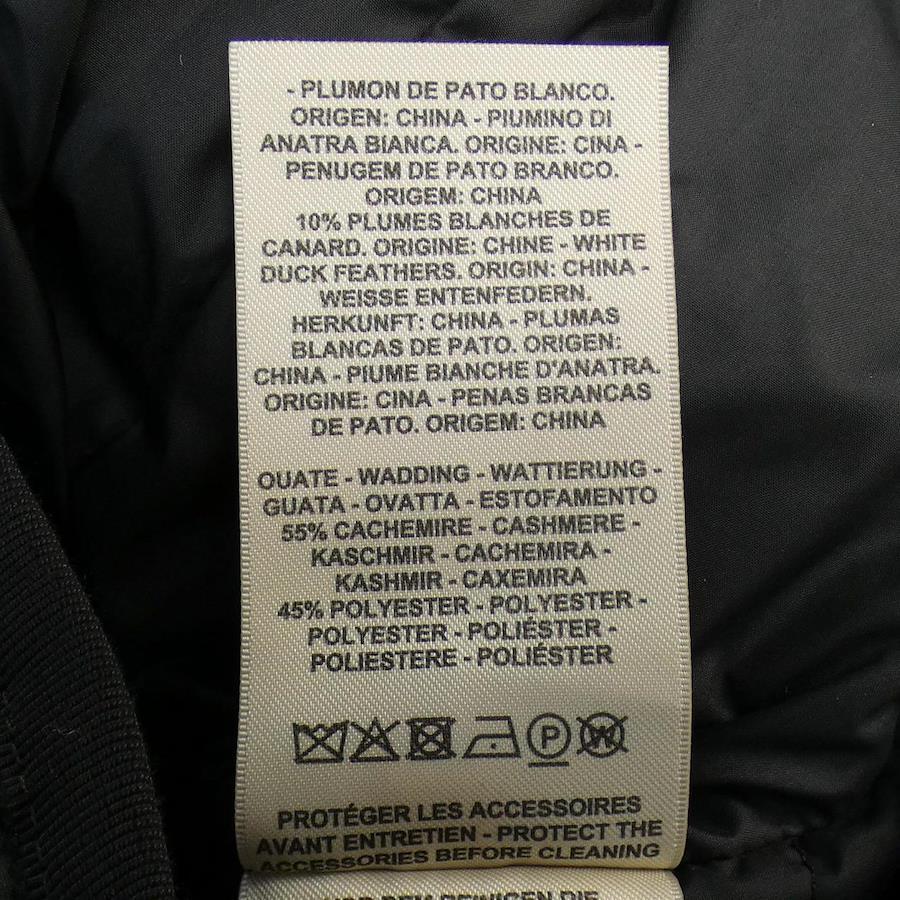 - PLUMON DE PATO BLANCO.
ORIGEN: CHINA - PIUMINO DI
ANATRA BIANCA. ORIGINE: CINA -
PENUGEM DE PATO BRANCO.
ORIGEM: CHINA
10% PLUMES BLANCHES DE
CANARD. ORIGINE: CHINE - WHITE
DUCK FEATHERS. ORIGIN: CHINA -
WEISSE ENTENFEDERN.
HERKUNFT: CHINA - PLUMAS
BLANCAS DE PATO. ORIGEN:
CHINA - PIUME BIANCHE D'ANATRA.
ORIGINE: CINA - PENAS BRANCAS
DE PATO. ORIGEM: CHINA
OUATE - WADDING - WATTIERUNG -
GUATA - OVATTA - ESTOFAMENTO
55% CACHEMIRE - CASHMERE -
KASCHMIR - CACHEMIRA -
KASHMIR - CAXEMIRA
45% POLYESTER - POLYESTER -
POLYESTER - POLIÉSTER -
POLIESTERE - POLIÉSTER
P W
PROTÉGER LES ACCESSOIRES
AVANT ENTRETIEN - PROTECT THE
ACCESSORIES BEFORE CLEANING
VOR DEM REINIGEN DIE